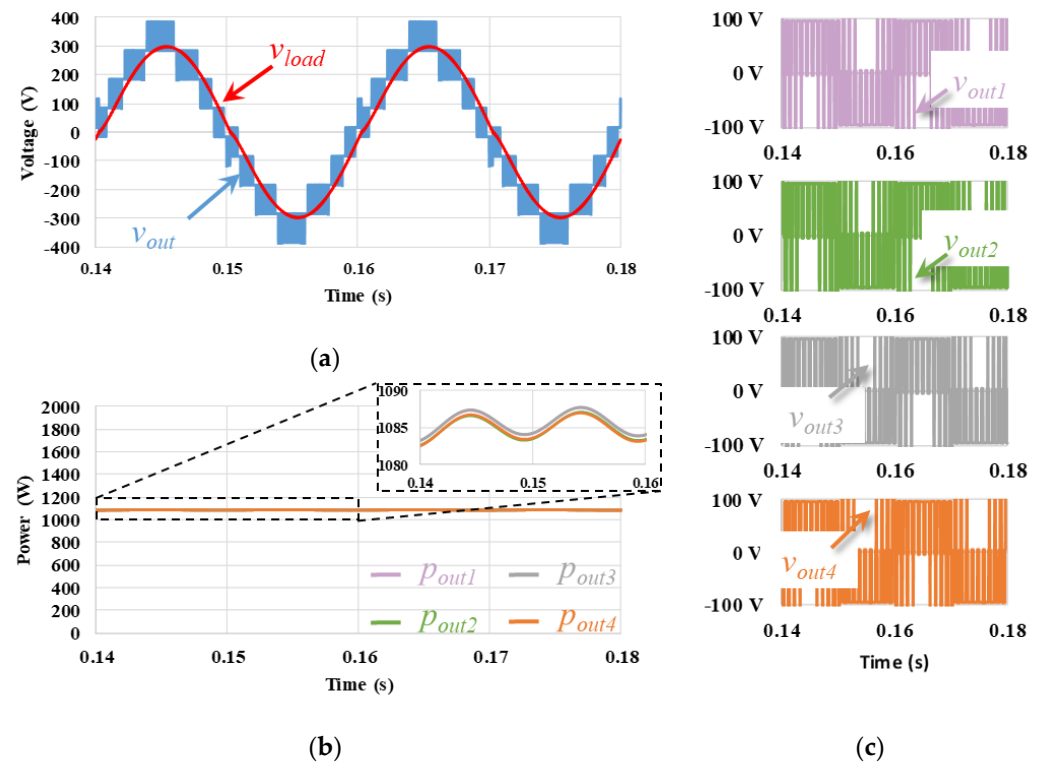 400
300
200
100
0
-100
-200
-300
-400
Voltage (V)
v_load
v_out
0.14
0.15
0.16
0.17
0.18
Time (s)
(a)
2000
1800
1600
1400
1200
1000
800
600
400
200
0
Power (W)
1090
1085
1080
0.14
0.15
0.16
p_out1
p_out3
p_out2
p_out4
0.14
0.15
0.16
0.17
0.18
Time (s)
(b)
100 V
0 V
-100 V
v_out1
0.14
0.16
0.18
100 V
0 V
-100 V
v_out2
0.14
0.16
0.18
100 V
0 V
-100 V
v_out3
0.14
0.16
0.18
100 V
0 V
-100 V
v_out4
0.14
0.16
0.18
Time (s)
(c)